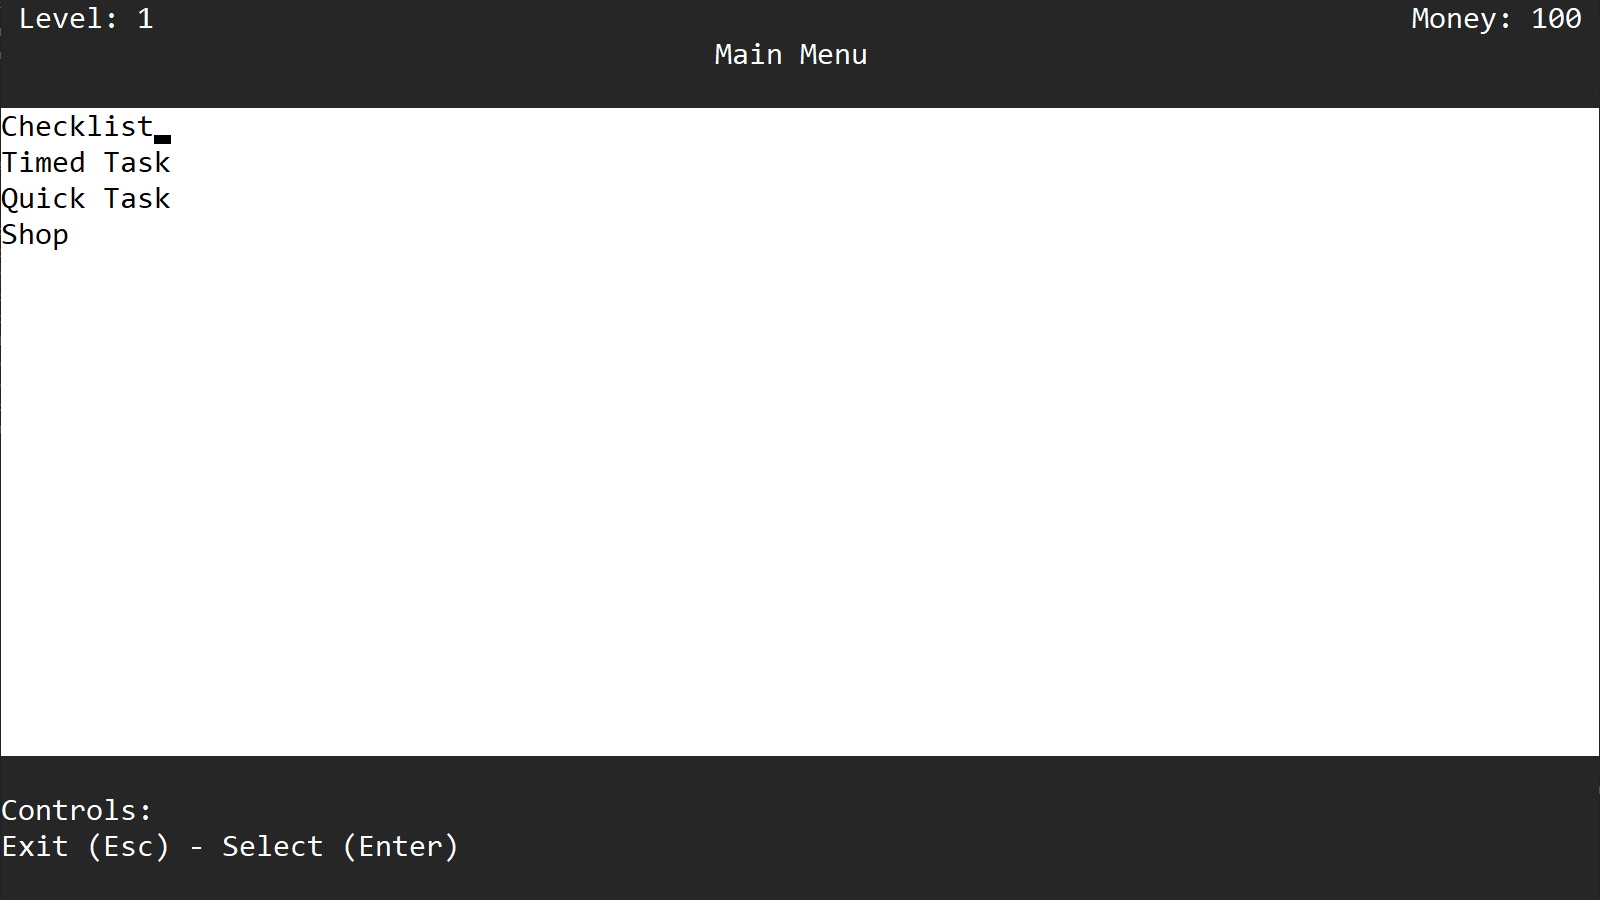 Level: 1 Money: 100
Main Menu
Checklist
Timed Task
Quick Task
Shop
Controls:
Exit (Esc) - Select (Enter)